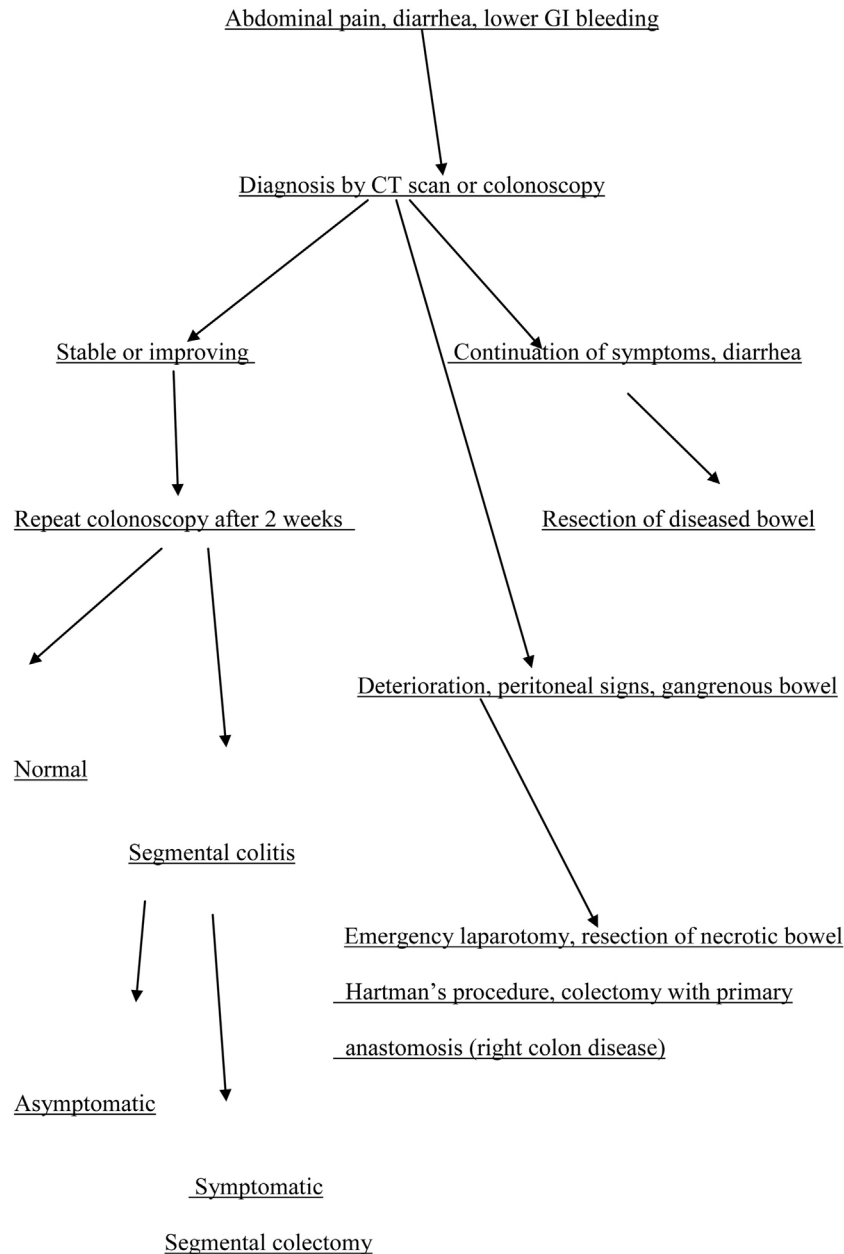 Abdominal pain, diarrhea, lower GI bleeding
Diagnosis by CT scan or colonoscopy
Stable or improving
Continuation of symptoms, diarrhea
Repeat colonoscopy after 2 weeks
Resection of diseased bowel
Deterioration, peritoneal signs, gangrenous bowel
Normal
Segmental colitis
Emergency laparotomy, resection of necrotic bowel
Hartman’s procedure, colectomy with primary
anastomosis (right colon disease)
Asymptomatic
Symptomatic
Segmental colectomy